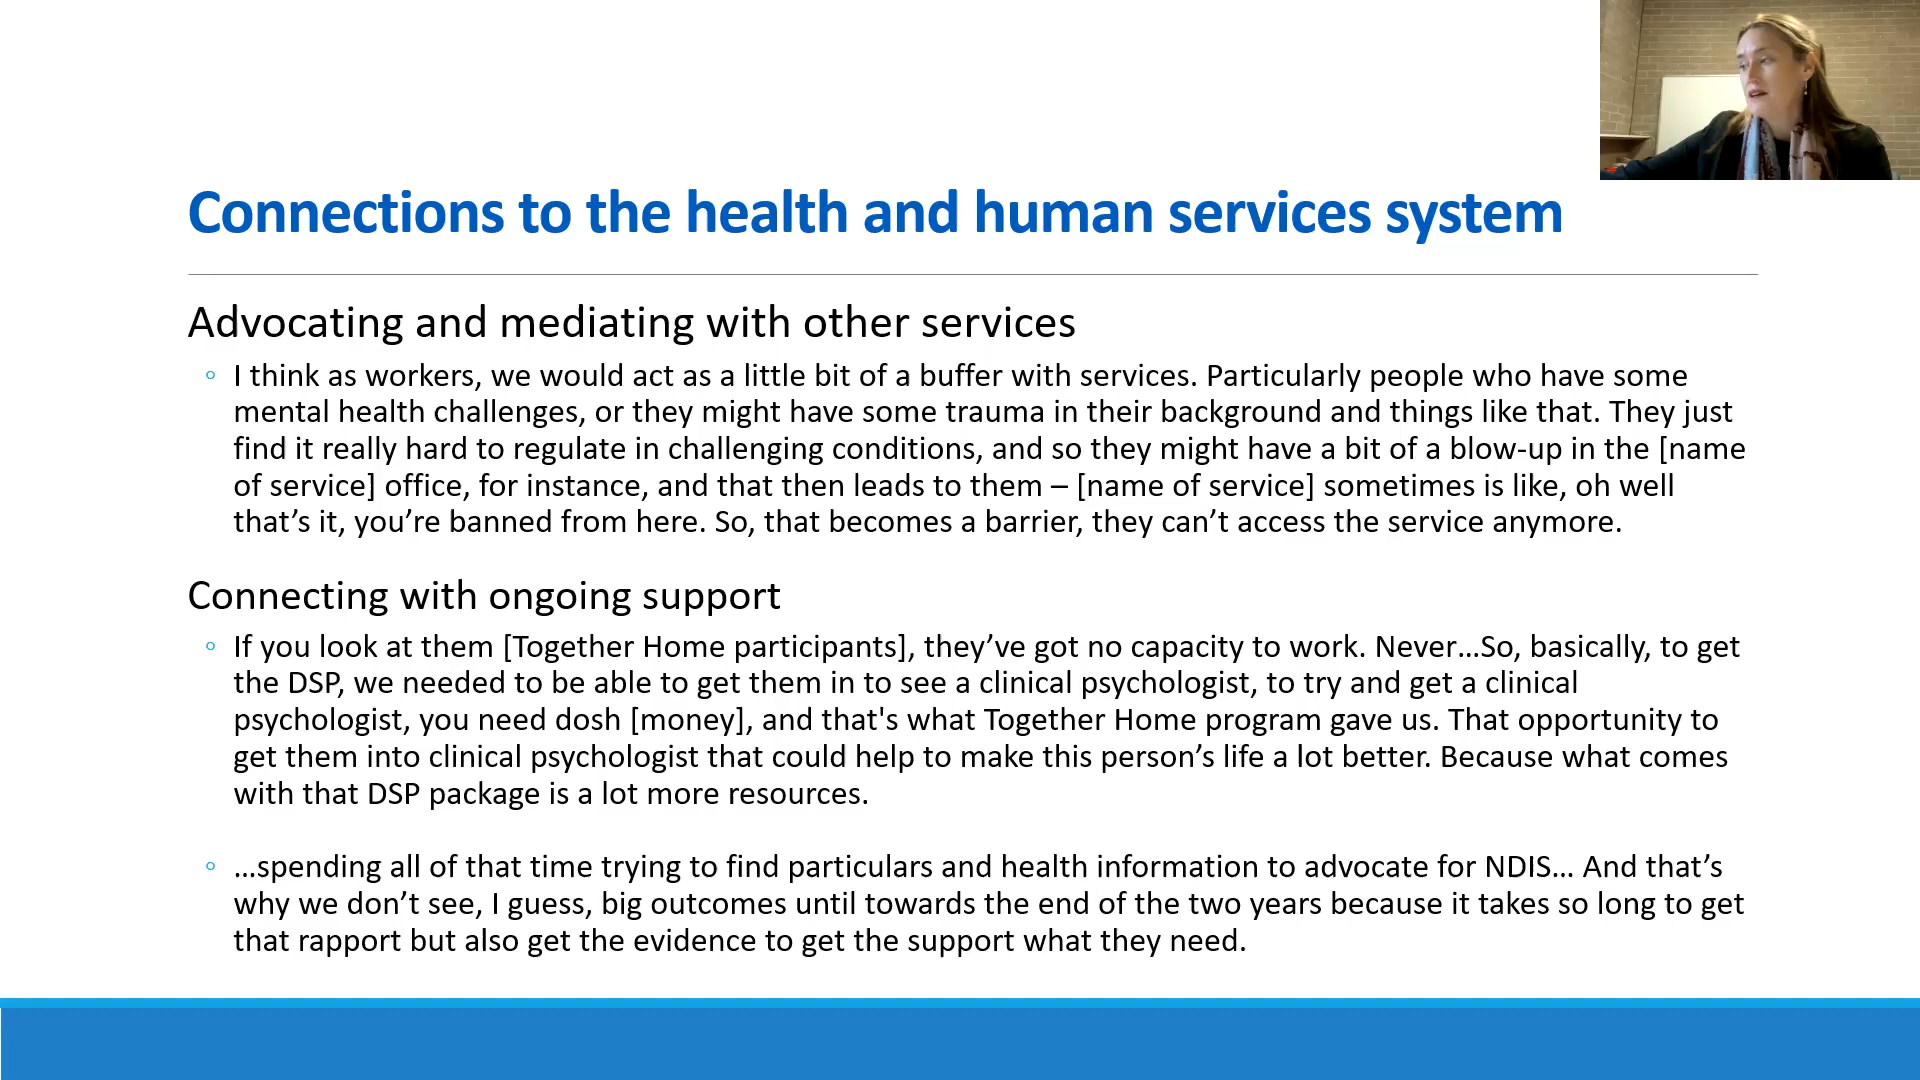 Connections to the health and human services system
Advocating and mediating with other services
◦ I think as workers, we would act as a little bit of a buffer with services. Particularly people who have some
mental health challenges, or they might have some trauma in their background and things like that. They just
find it really hard to regulate in challenging conditions, and so they might have a bit of a blow-up in the [name
of service] office, for instance, and that then leads to them – [name of service] sometimes is like, oh well
that’s it, you’re banned from here. So, that becomes a barrier, they can’t access the service anymore.
Connecting with ongoing support
◦ If you look at them [Together Home participants], they’ve got no capacity to work. Never…So, basically, to get
the DSP, we needed to be able to get them in to see a clinical psychologist, to try and get a clinical
psychologist, you need dosh [money], and that's what Together Home program gave us. That opportunity to
get them into clinical psychologist that could help to make this person’s life a lot better. Because what comes
with that DSP package is a lot more resources.
◦ …spending all of that time trying to find particulars and health information to advocate for NDIS… And that’s
why we don’t see, I guess, big outcomes until towards the end of the two years because it takes so long to get
that rapport but also get the evidence to get the support what they need.